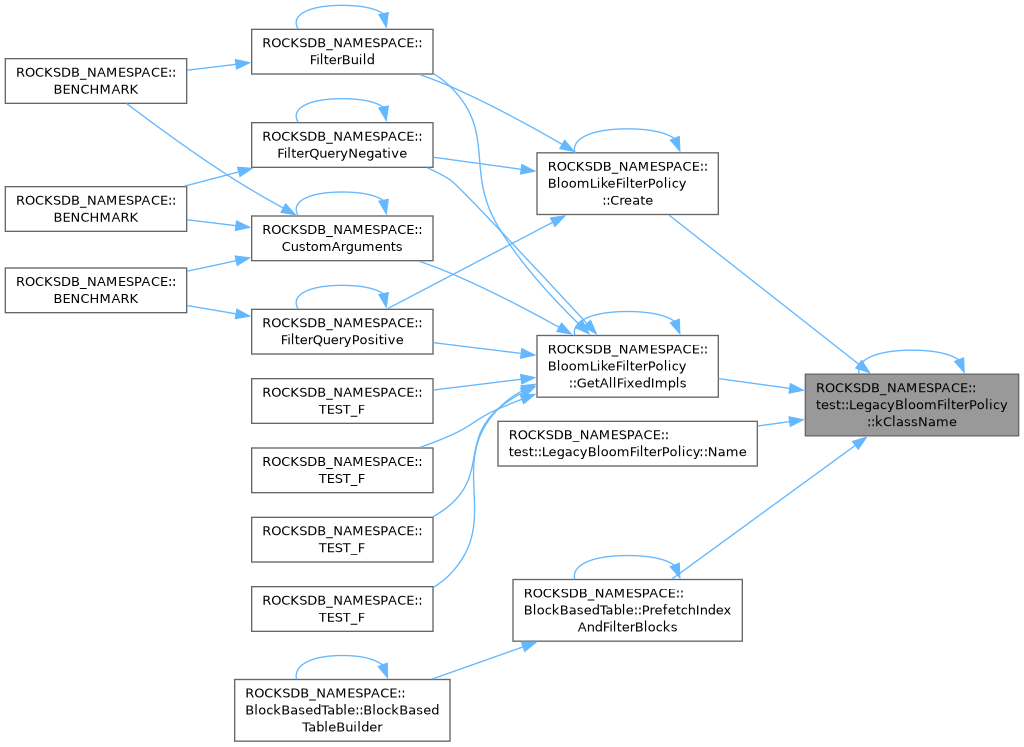 ROCKSDB_NAMESPACE::
BENCHMARK
ROCKSDB_NAMESPACE::
BENCHMARK
ROCKSDB_NAMESPACE::
BENCHMARK
ROCKSDB_NAMESPACE::
FilterBuild
ROCKSDB_NAMESPACE::
FilterQueryNegative
ROCKSDB_NAMESPACE::
CustomArguments
ROCKSDB_NAMESPACE::
FilterQueryPositive
ROCKSDB_NAMESPACE::
TEST_F
ROCKSDB_NAMESPACE::
TEST_F
ROCKSDB_NAMESPACE::
TEST_F
ROCKSDB_NAMESPACE::
TEST_F
ROCKSDB_NAMESPACE::
BlockBasedTable::BlockBased
TableBuilder
ROCKSDB_NAMESPACE::
BloomLikeFilterPolicy
::Create
ROCKSDB_NAMESPACE::
BloomLikeFilterPolicy
::GetAllFixedImpls
ROCKSDB_NAMESPACE::
test::LegacyBloomFilterPolicy::Name
ROCKSDB_NAMESPACE::
BlockBasedTable::PrefetchIndex
AndFilterBlocks
ROCKSDB_NAMESPACE::
test::LegacyBloomFilterPolicy
::kClassName